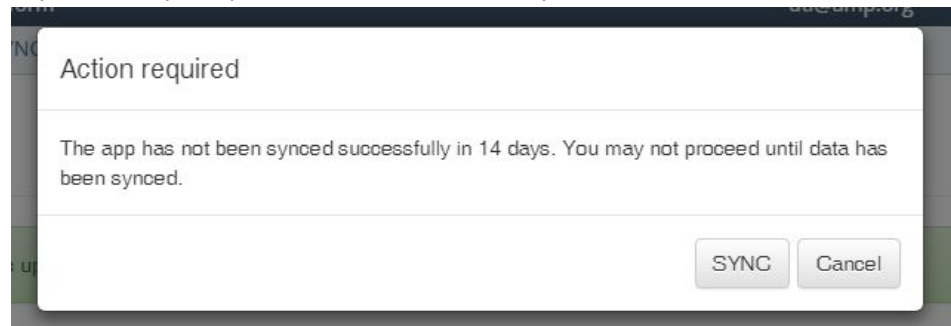 Action required
The app has not been synced successfully in 14 days. You may not proceed until data has
been synced.
SYNC Cancel